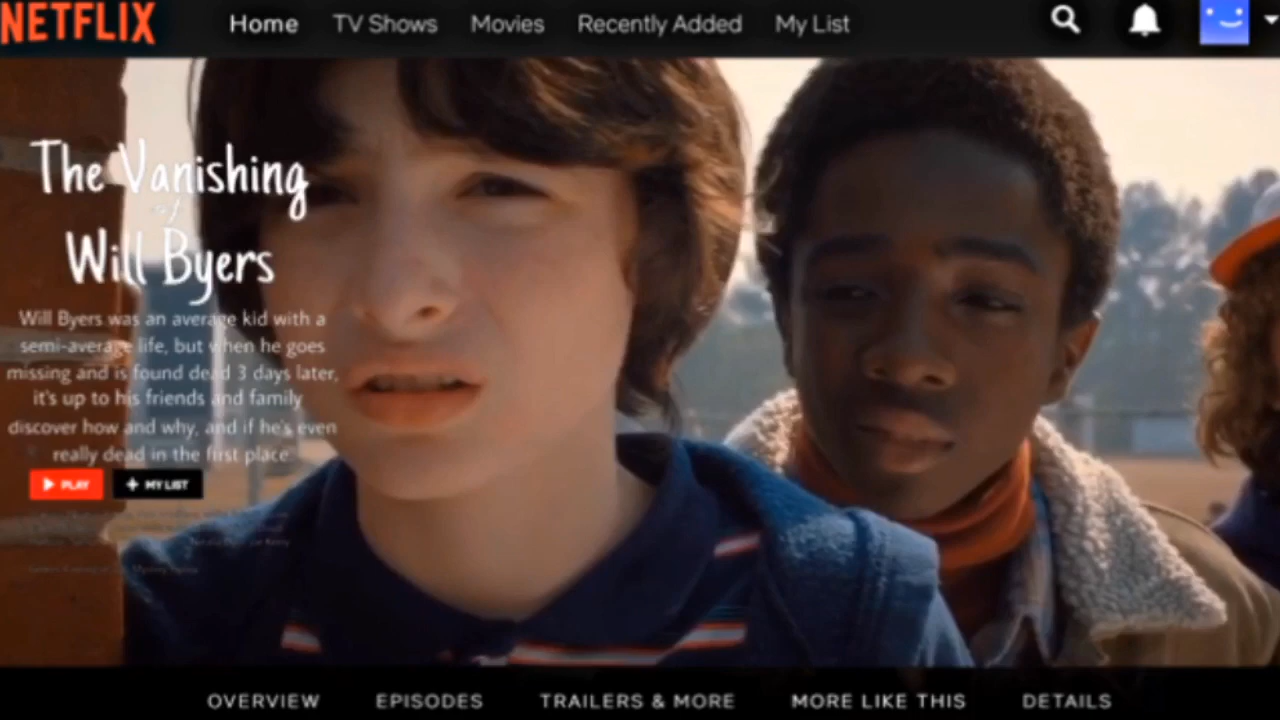 NETFLIX
Home TV Shows Movies Recently Added My List
The Vanishing
of
Will Byers
Will Byers was an average kid with a
semi-average life, but when he goes
missing and is found dead 3 days later,
it's up to his friends and family
discover how and why, and if he's even
really dead in the first place
PLAY + MY LIST
OVERVIEW EPISODES TRAILERS & MORE MORE LIKE THIS DETAILS